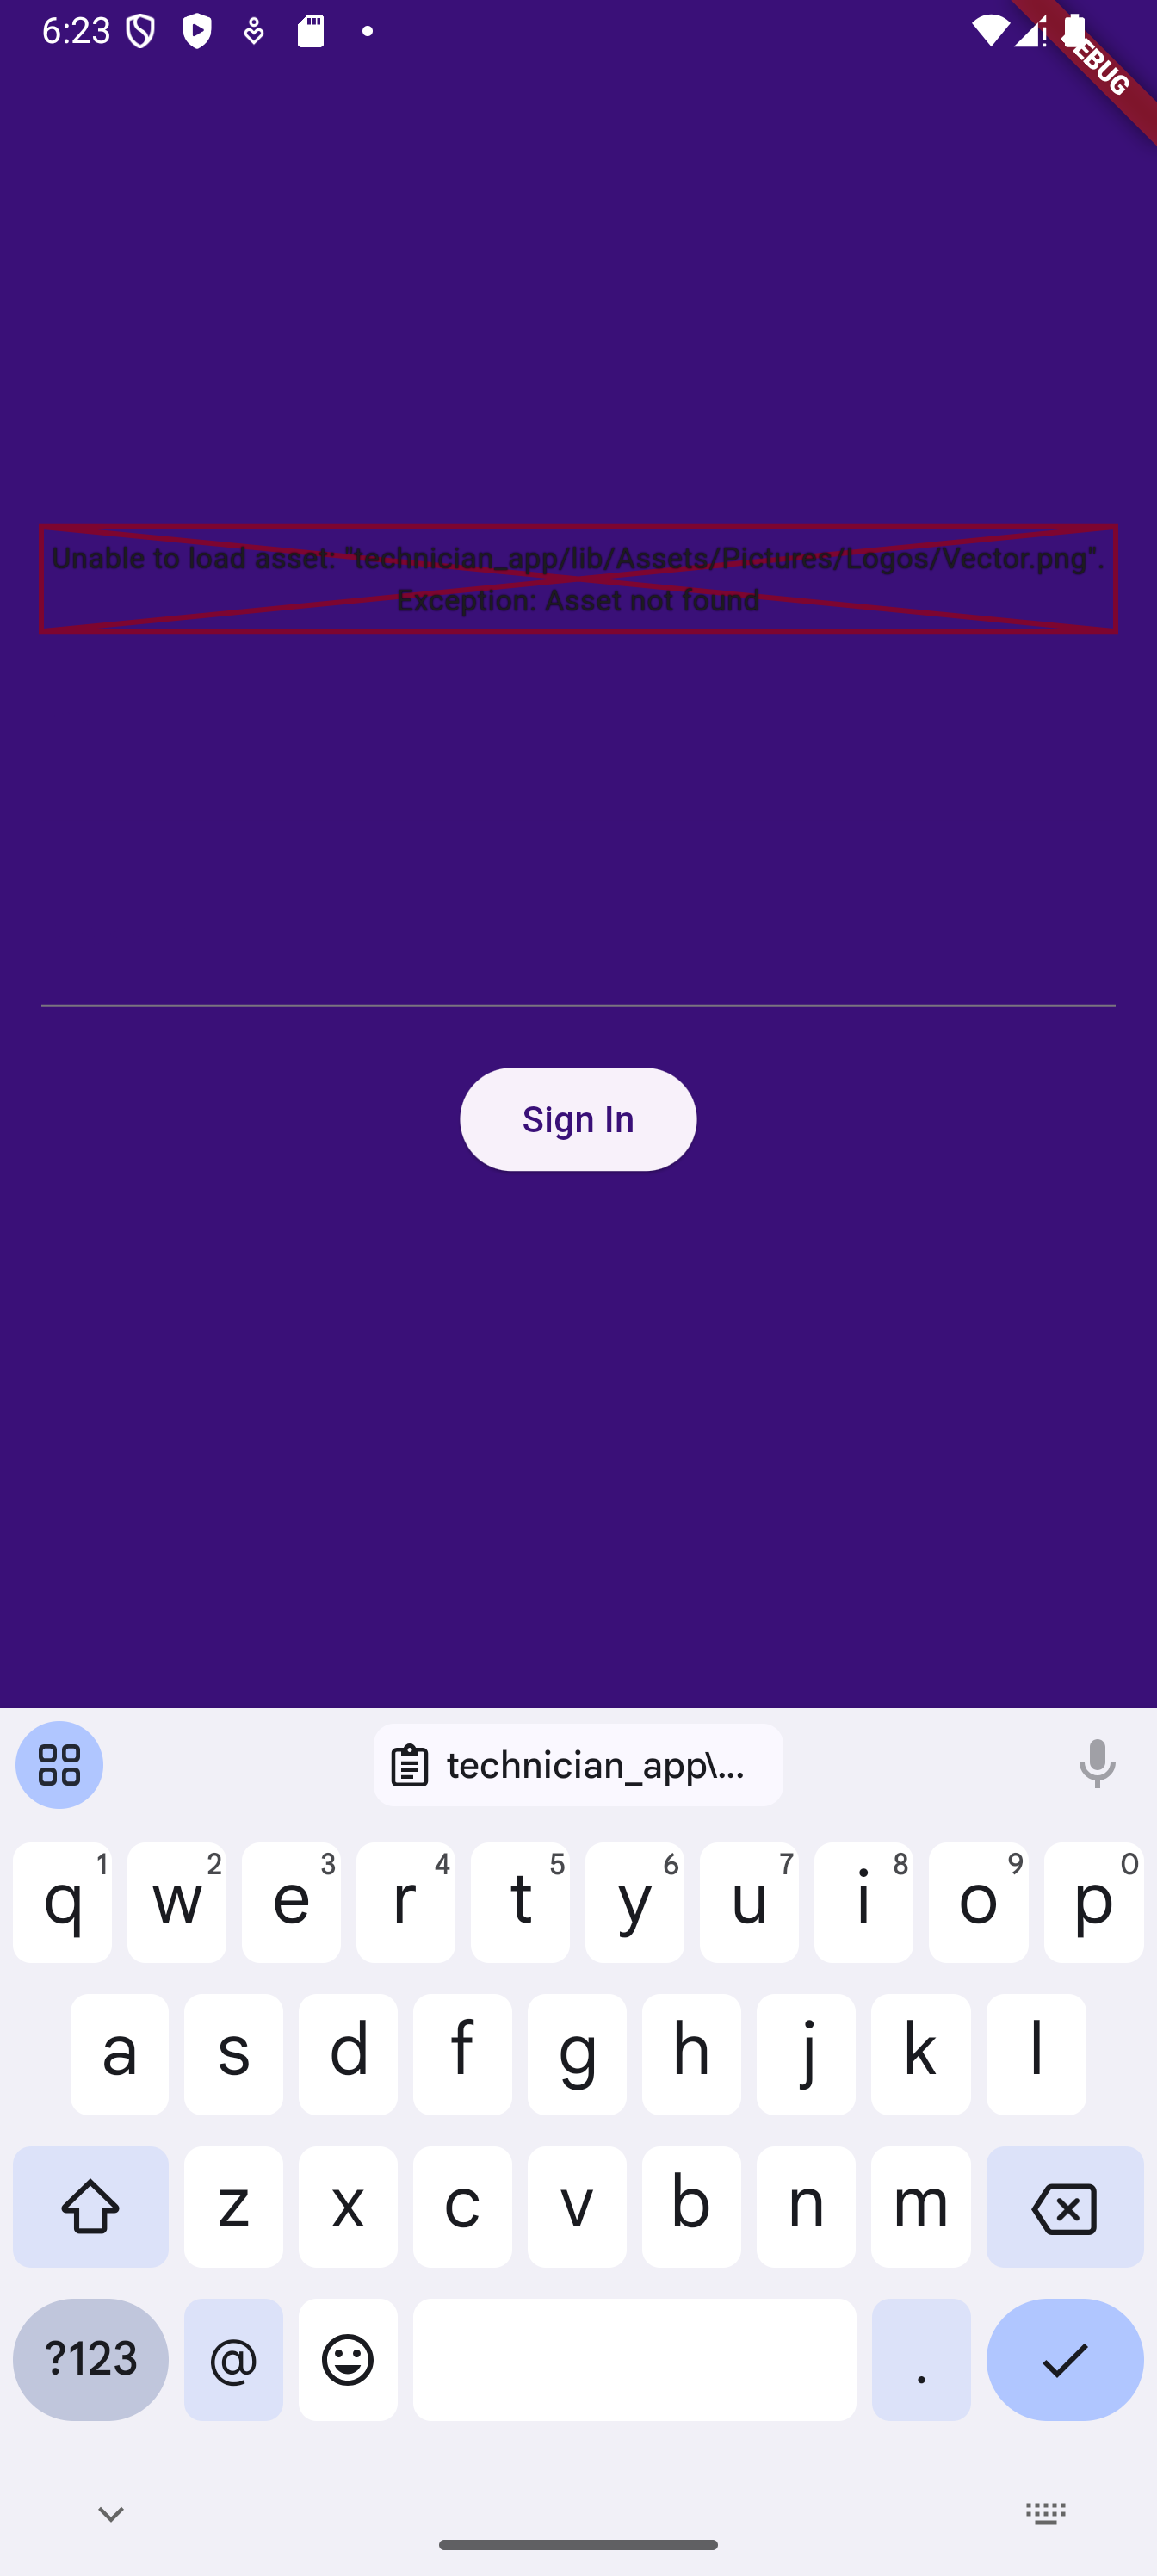 6:23
DEBUG
Unable to load asset: "technician_app/lib/Assets/Pictures/Logos/Vector.png".
Exception: Asset not found
Sign In
technician_app\...
q 1 w 2 e 3 r 4 t 5 y 6 u 7 i 8 o 9 p 0
a s d f g h j k l
z x c v b n m
?123 @ .